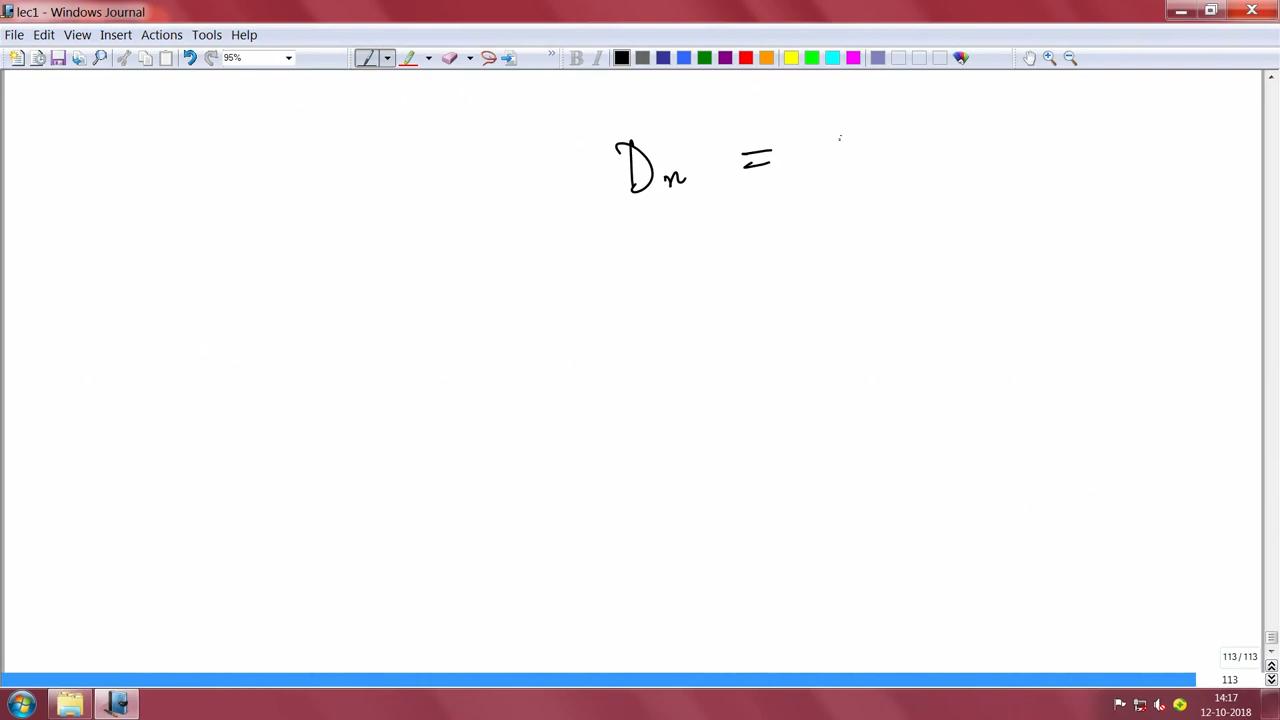 lec1 - Windows Journal
File Edit View Insert Actions Tools Help
95%
D_n =
113 / 113
113
14:17
12-10-2018